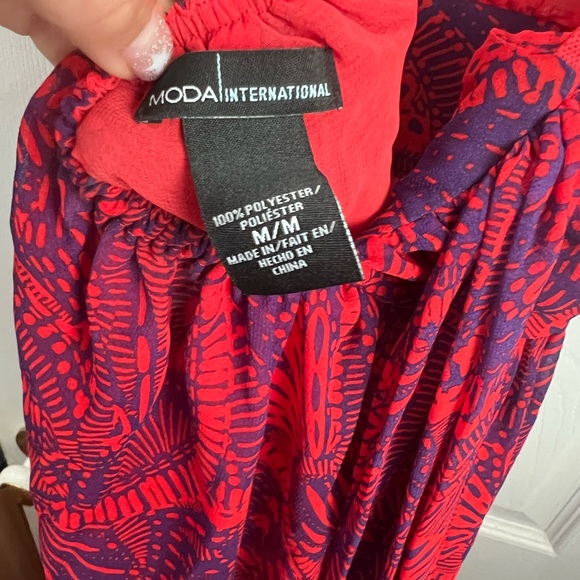 MODA INTERNATIONAL
100% POLYESTER/
POLIÉSTER
M/M
MADE IN/FAIT EN/
HECHO EN
CHINA